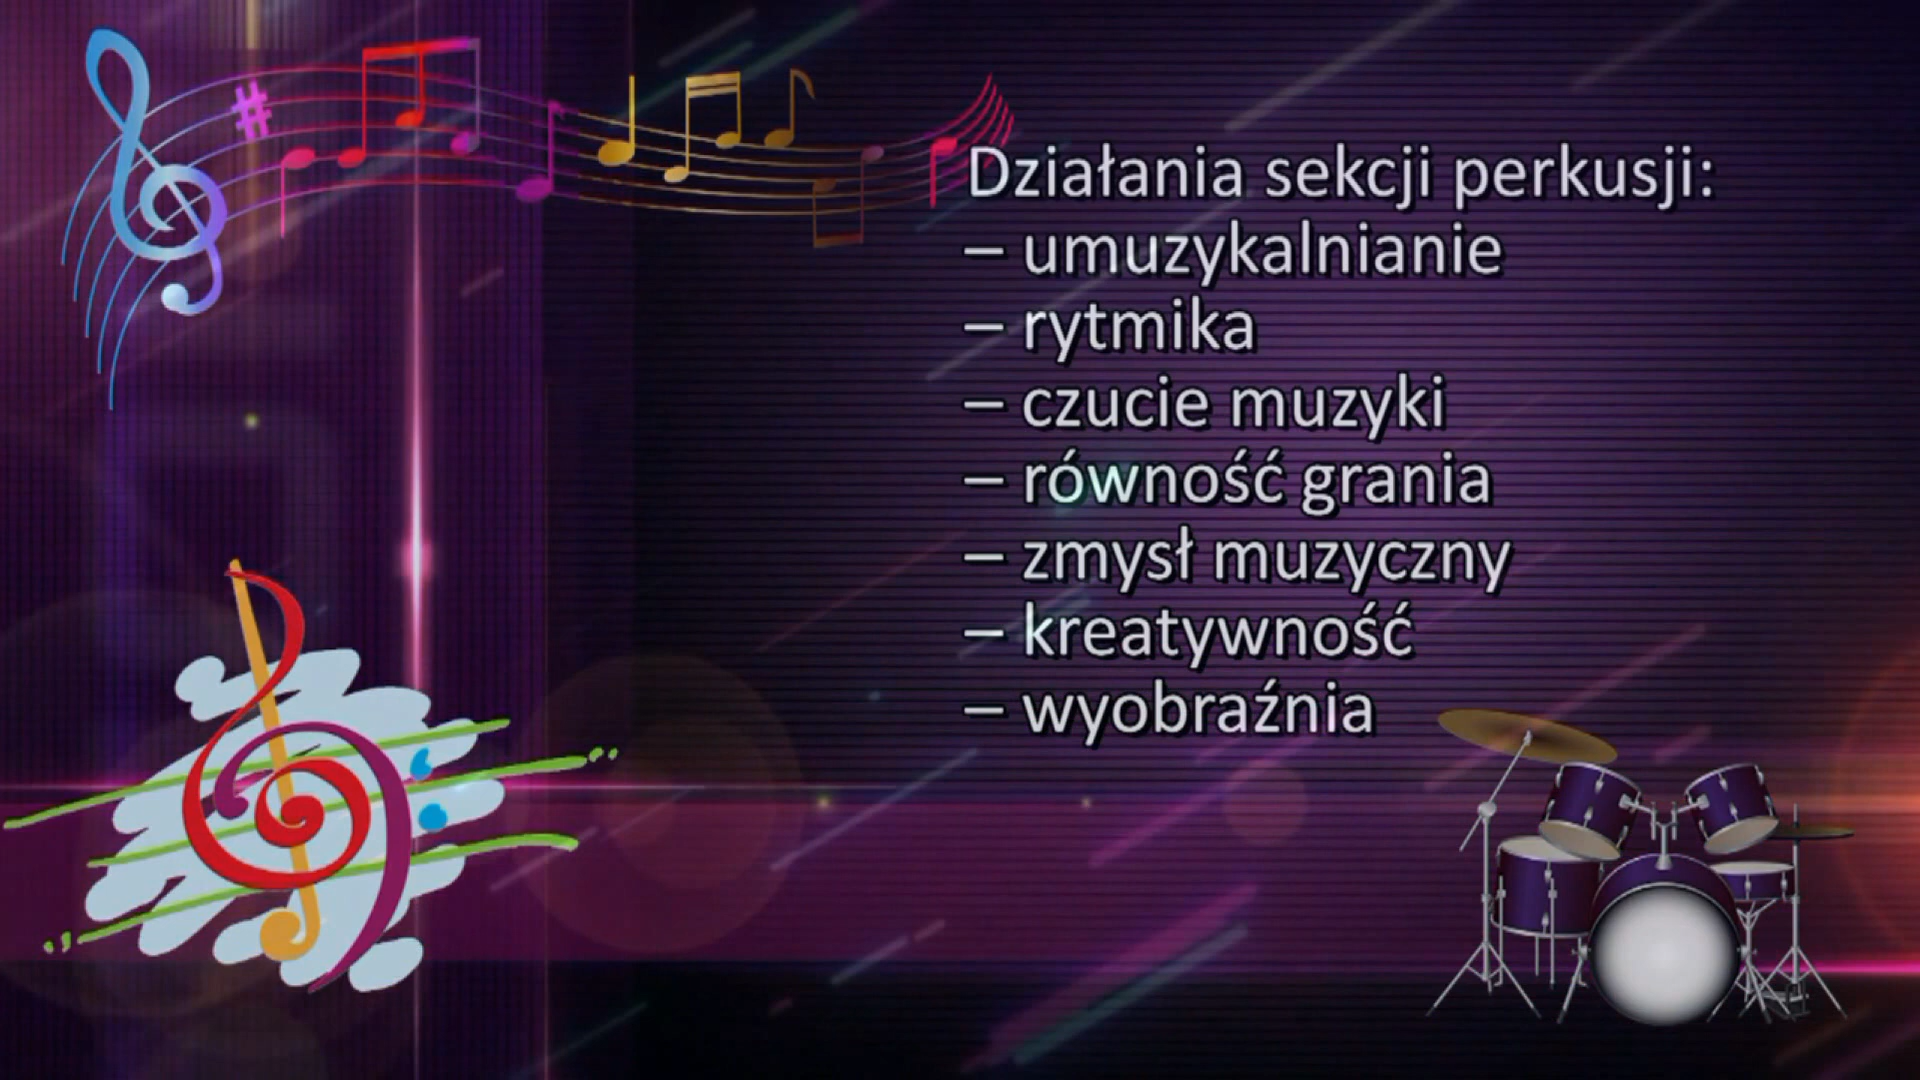 Działania sekcji perkusji:
– umuzykalnianie
– rytmika
– czucie muzyki
– równość grania
– zmysł muzyczny
– kreatywność
– wyobraźnia